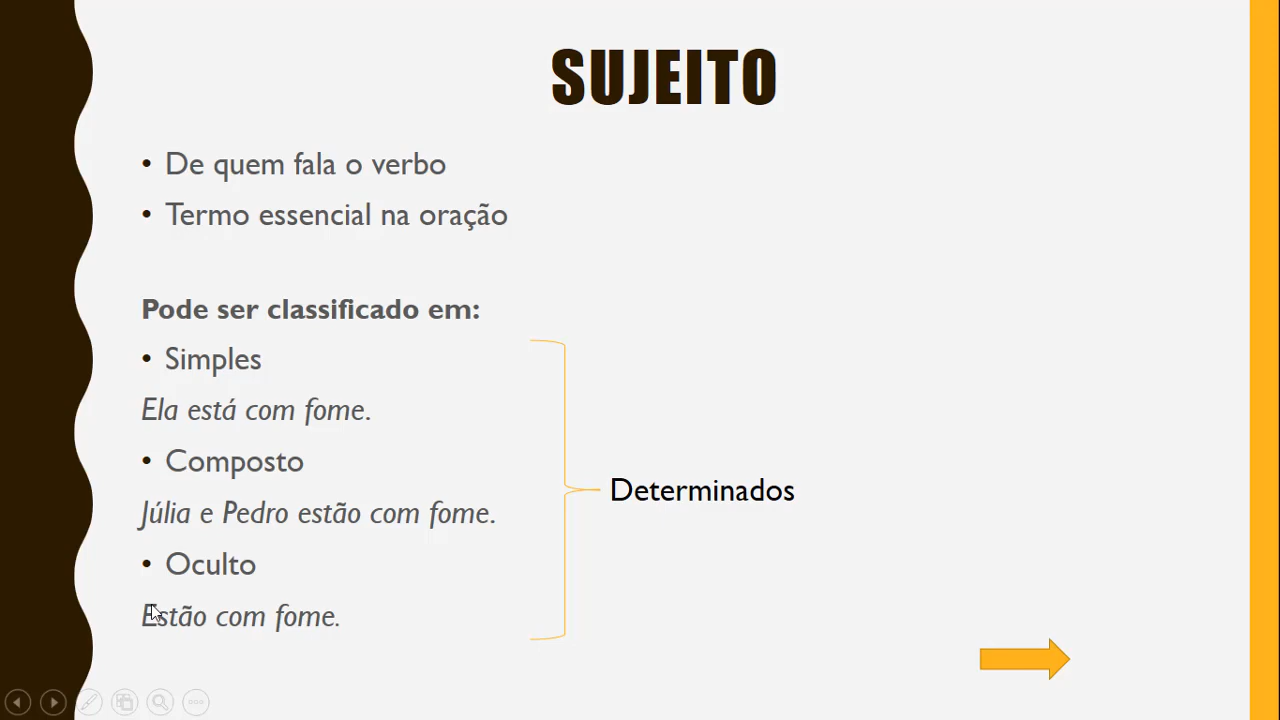 SUJEITO
• De quem fala o verbo
• Termo essencial na oração
Pode ser classificado em:
• Simples
Ela está com fome.
• Composto
Júlia e Pedro estão com fome.
Determinados
• Oculto
Estão com fome.